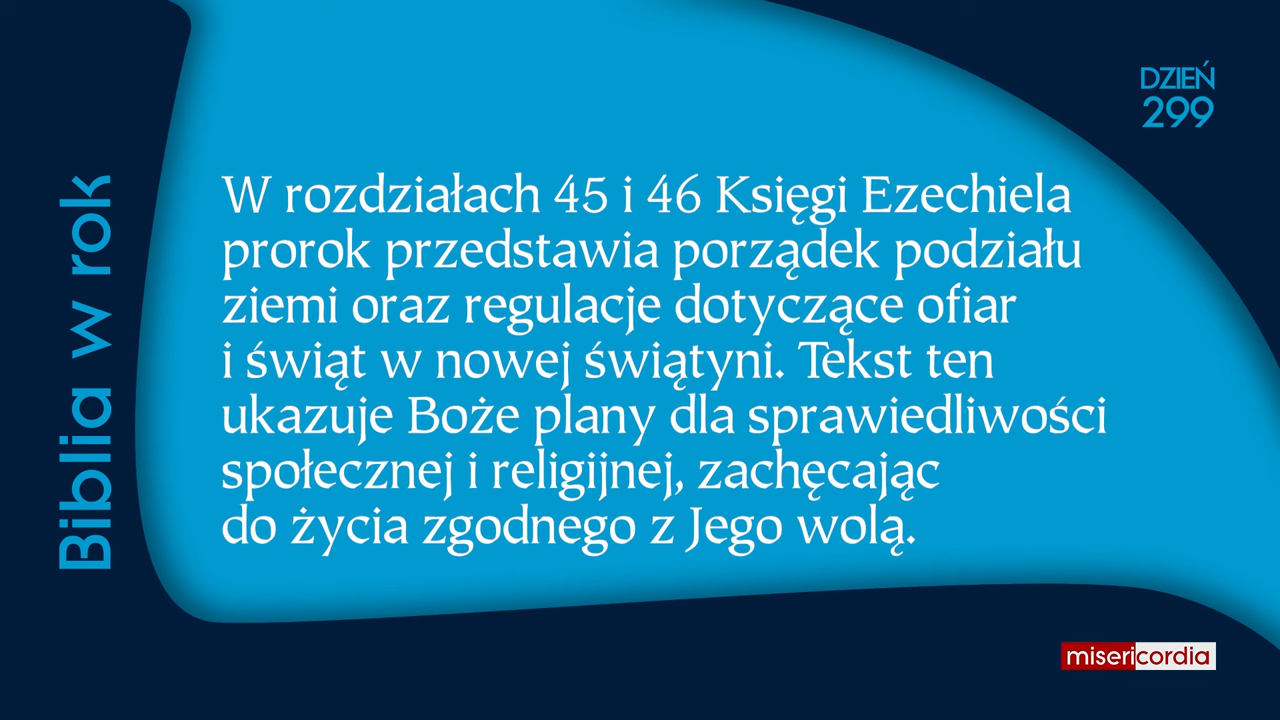 Biblia w rok
DZIEŃ
299
W rozdziałach 45 i 46 Księgi Ezechiela
prorok przedstawia porządek podziału
ziemi oraz regulacje dotyczące ofiar
i świąt w nowej świątyni. Tekst ten
ukazuje Boże plany dla sprawiedliwości
społecznej i religijnej, zachęcając
do życia zgodnego z Jego wolą.
misericordia